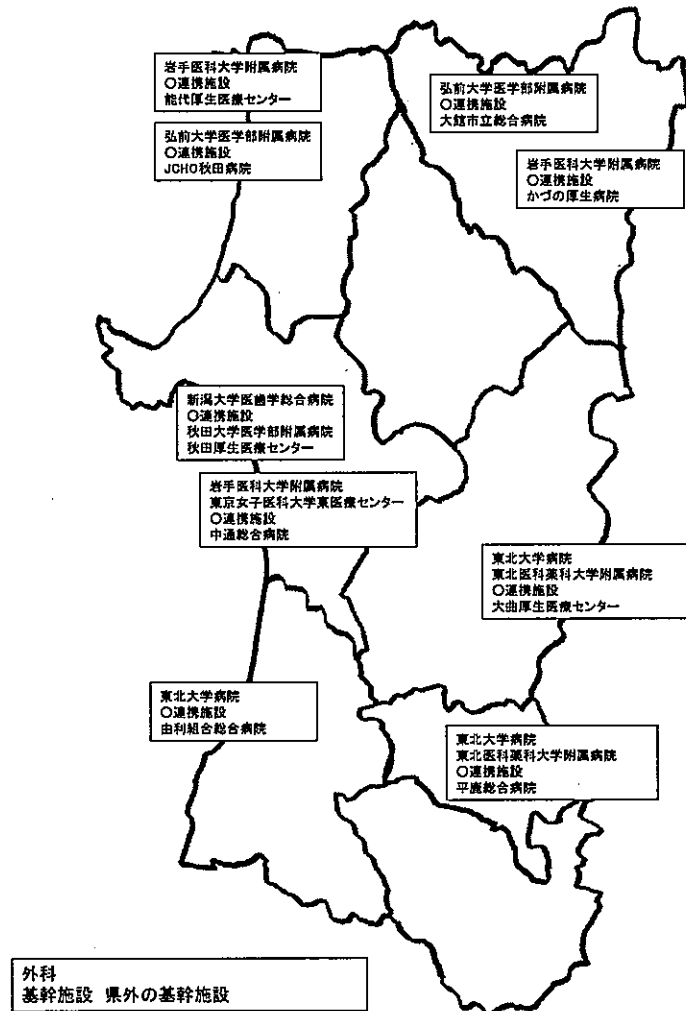 岩手医科大学附属病院
○連携施設
能代厚生医療センター
弘前大学医学部附属病院
○連携施設
JCHO秋田病院
弘前大学医学部附属病院
○連携施設
大館市立総合病院
岩手医科大学附属病院
○連携施設
かづの厚生病院
新潟大学医歯学総合病院
○連携施設
秋田大学医学部附属病院
秋田厚生医療センター
岩手医科大学附属病院
東京女子医科大学東医療センター
○連携施設
中通総合病院
東北大学病院
東北医科薬科大学附属病院
○連携施設
大曲厚生医療センター
東北大学病院
○連携施設
由利組合総合病院
東北大学病院
東北医科薬科大学附属病院
○連携施設
平鹿総合病院
外科
基幹施設 県外の基幹施設